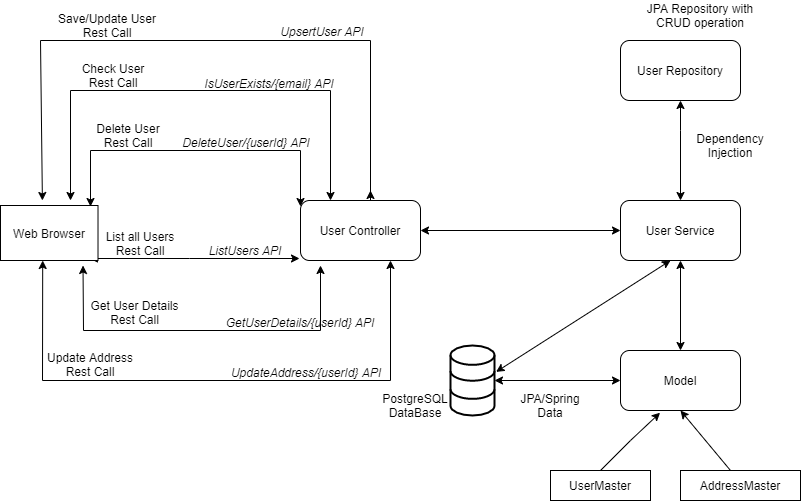 JPA Repository with
CRUD operation
Save/Update User
Rest Call
UpsertUser API
Check User
Rest Call
IsUserExists/{email} API
User Repository
Delete User
Rest Call
DeleteUser/{userId} API
Dependency
Injection
Web Browser
User Controller
User Service
List all Users
Rest Call
ListUsers API
Get User Details
Rest Call
GetUserDetails/{userId} API
Update Address
Rest Call
UpdateAddress/{userId} API
PostgreSQL
DataBase
JPA/Spring
Data
Model
UserMaster
AddressMaster